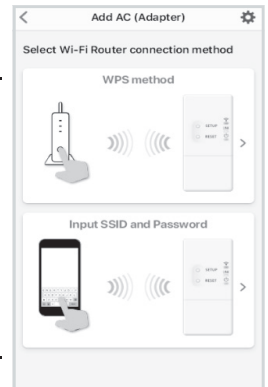 Add AC (Adapter)
Select Wi-Fi Router connection method
WPS method
SETUP
RESET
Input SSID and Password
SETUP
RESET